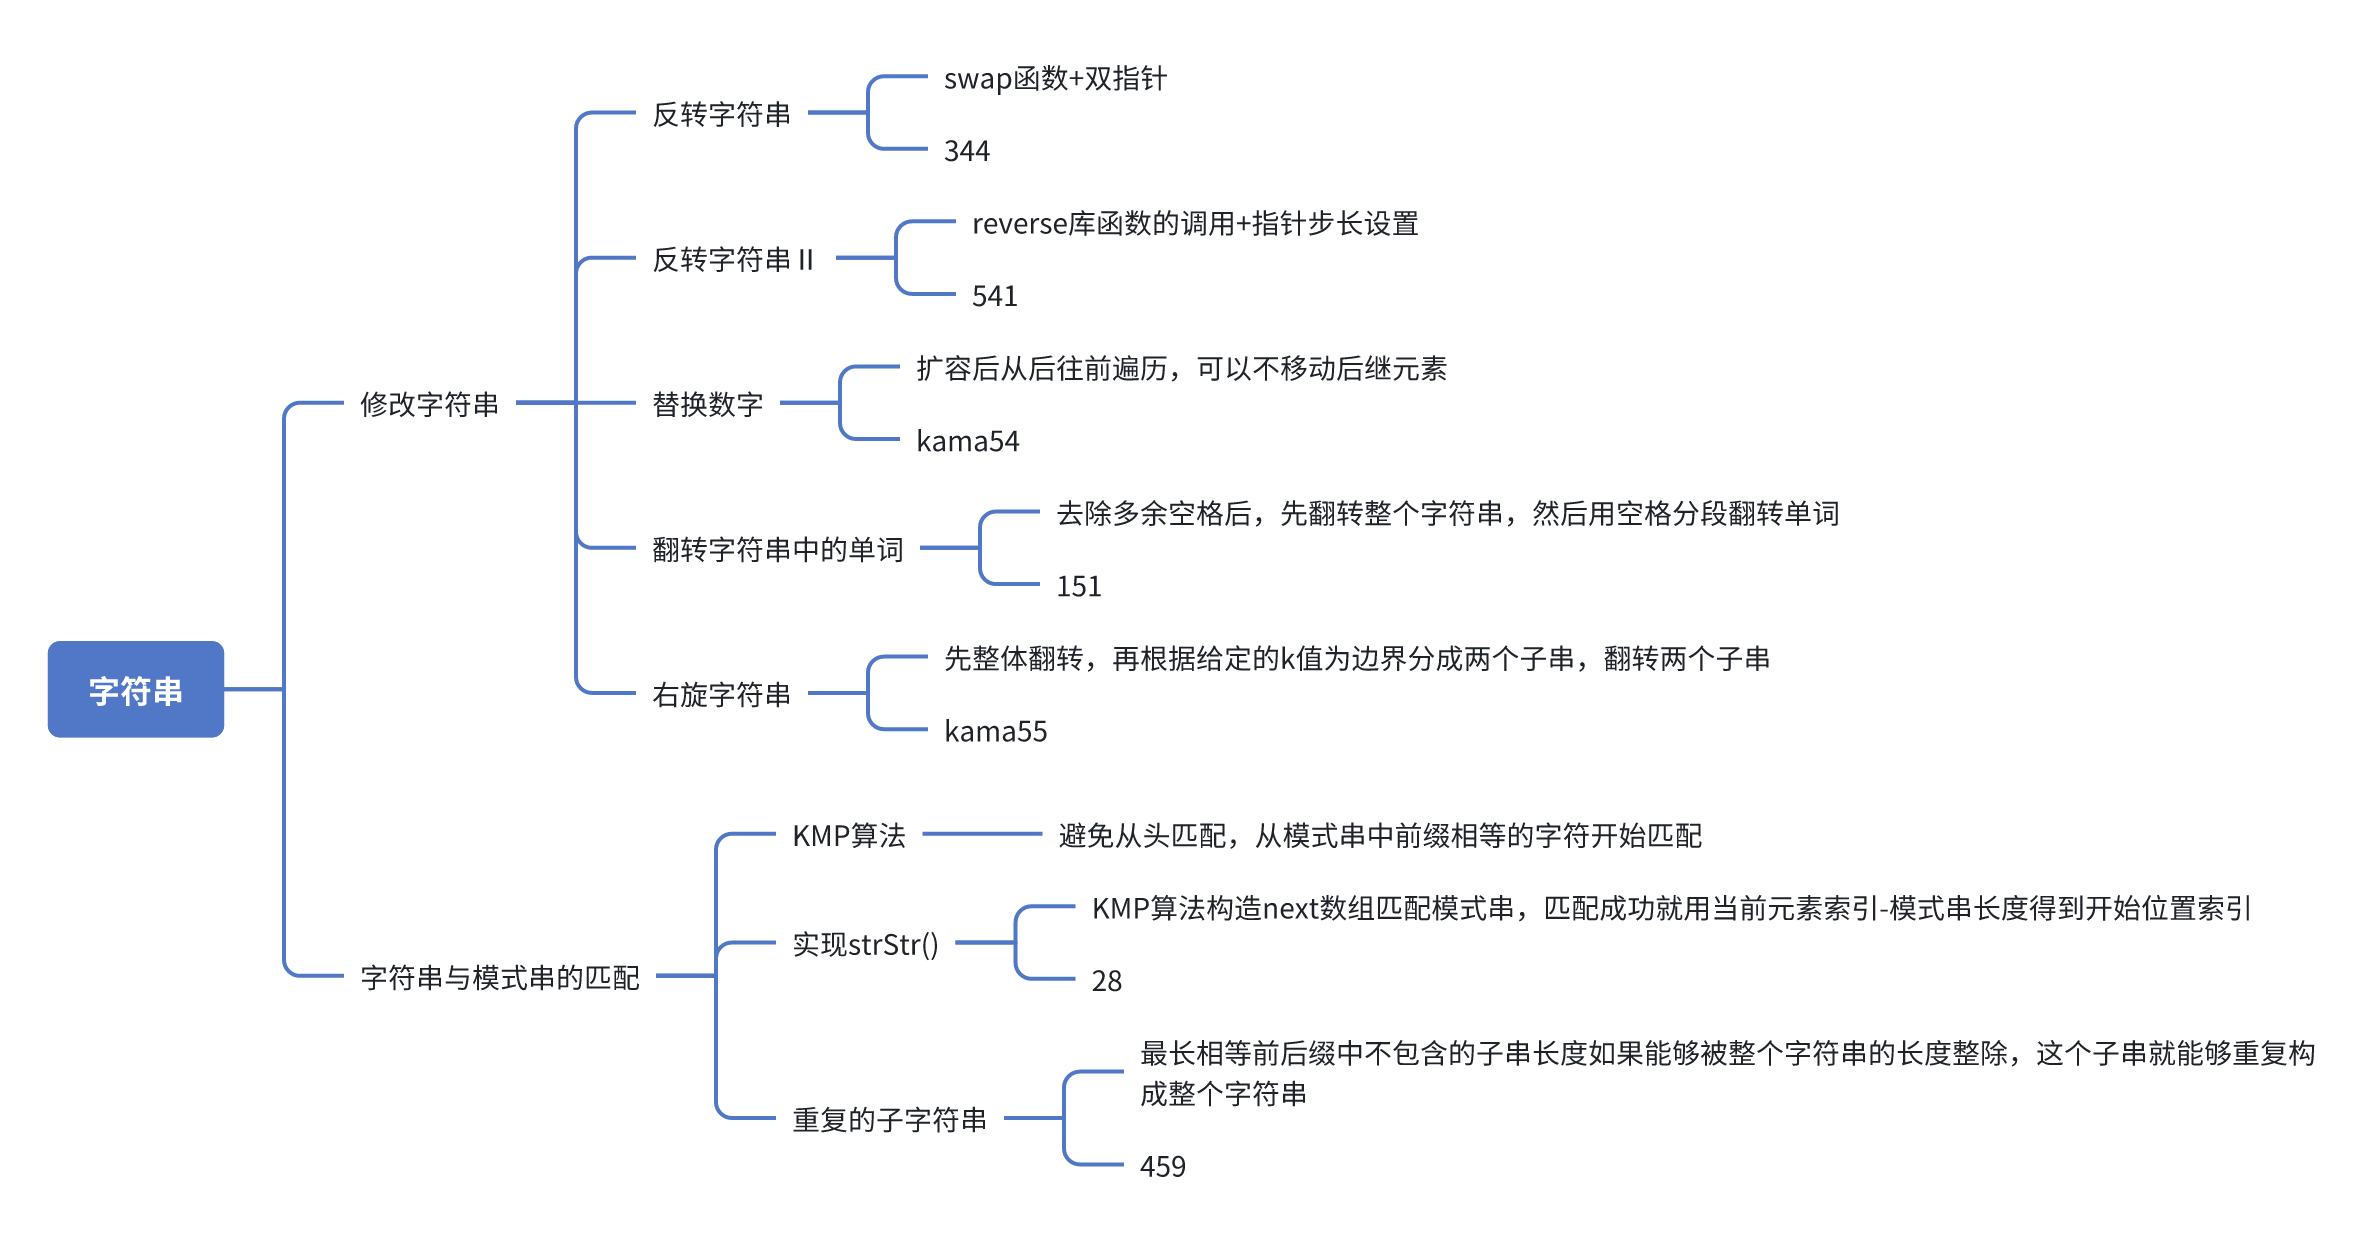 swap函数+双指针
反转字符串
344
reverse库函数的调用+指针步长设置
反转字符串 II
541
扩容后从后往前遍历，可以不移动后继元素
修改字符串
替换数字
kama54
去除多余空格后，先翻转整个字符串，然后用空格分段翻转单词
翻转字符串中的单词
151
先整体翻转，再根据给定的k值为边界分成两个子串，翻转两个子串
字符串
右旋字符串
kama55
KMP算法
避免从头匹配，从模式串中前缀相等的字符开始匹配
KMP算法构造next数组匹配模式串，匹配成功就用当前元素索引-模式串长度得到开始位置索引
实现strStr()
字符串与模式串的匹配
28
最长相等前后缀中不包含的子串长度如果能够被整个字符串的长度整除，这个子串就能够重复构
成整个字符串
重复的子字符串
459